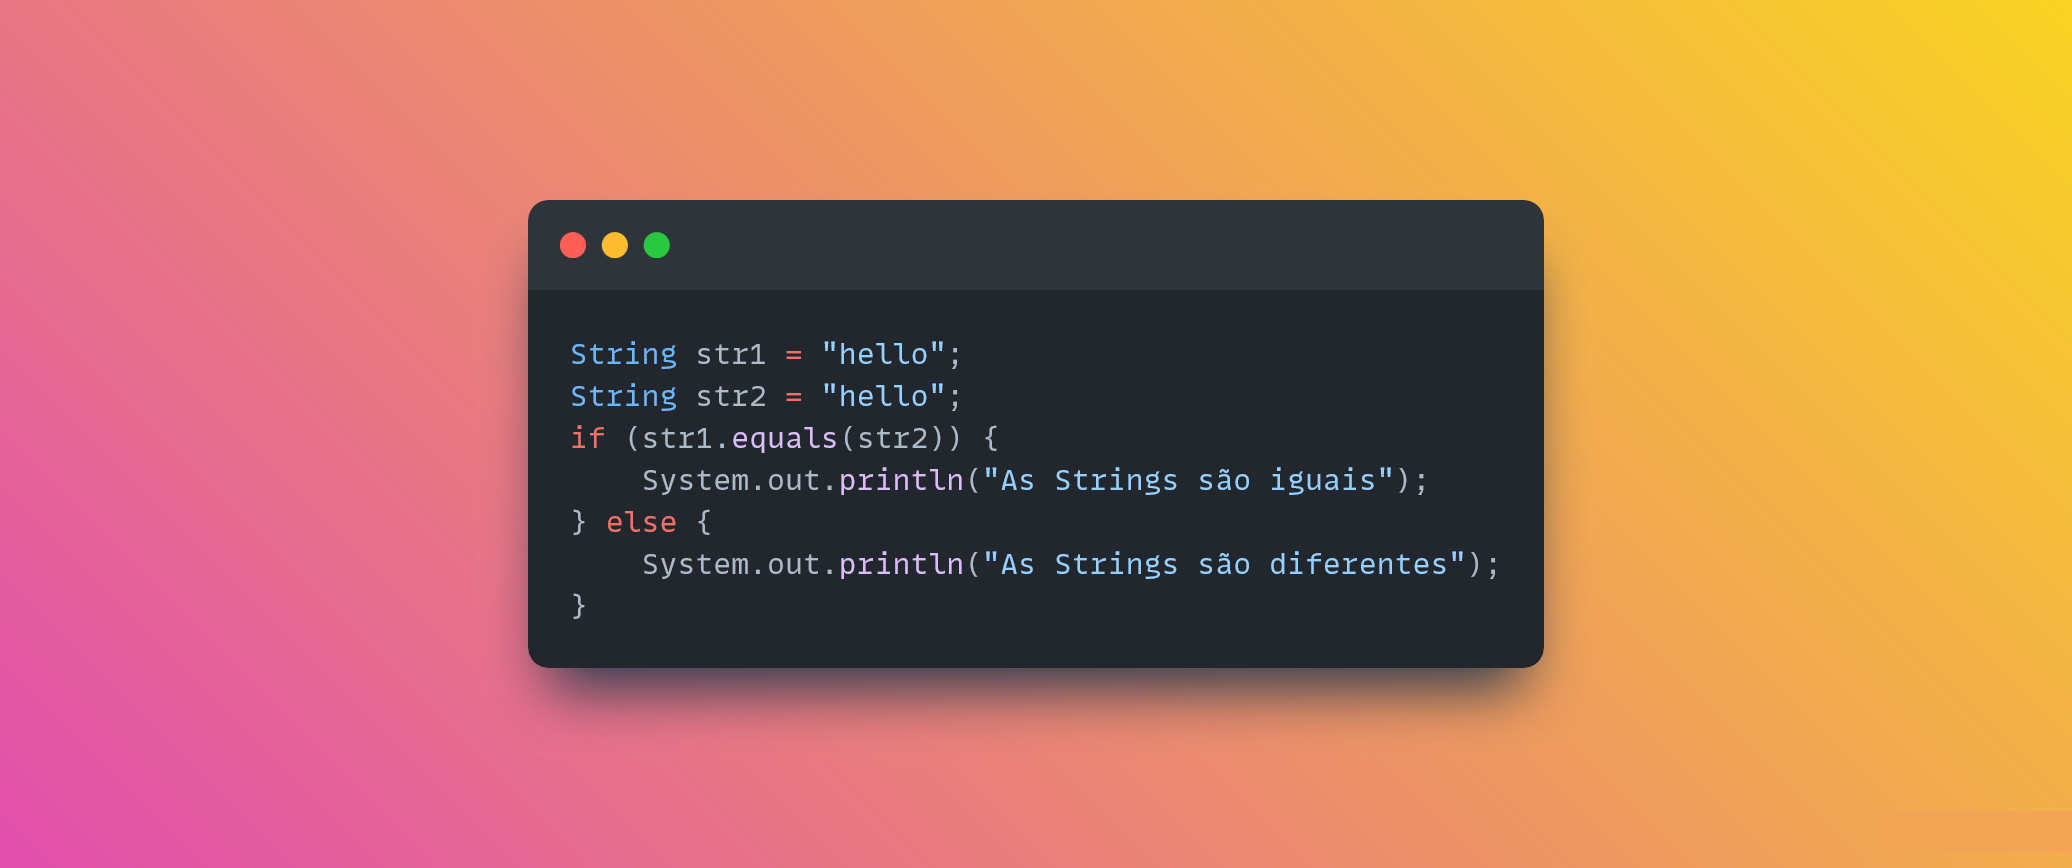 String str1 = "hello";
String str2 = "hello";
if (str1.equals(str2)) {
    System.out.println("As Strings são iguais");
} else {
    System.out.println("As Strings são diferentes");
}